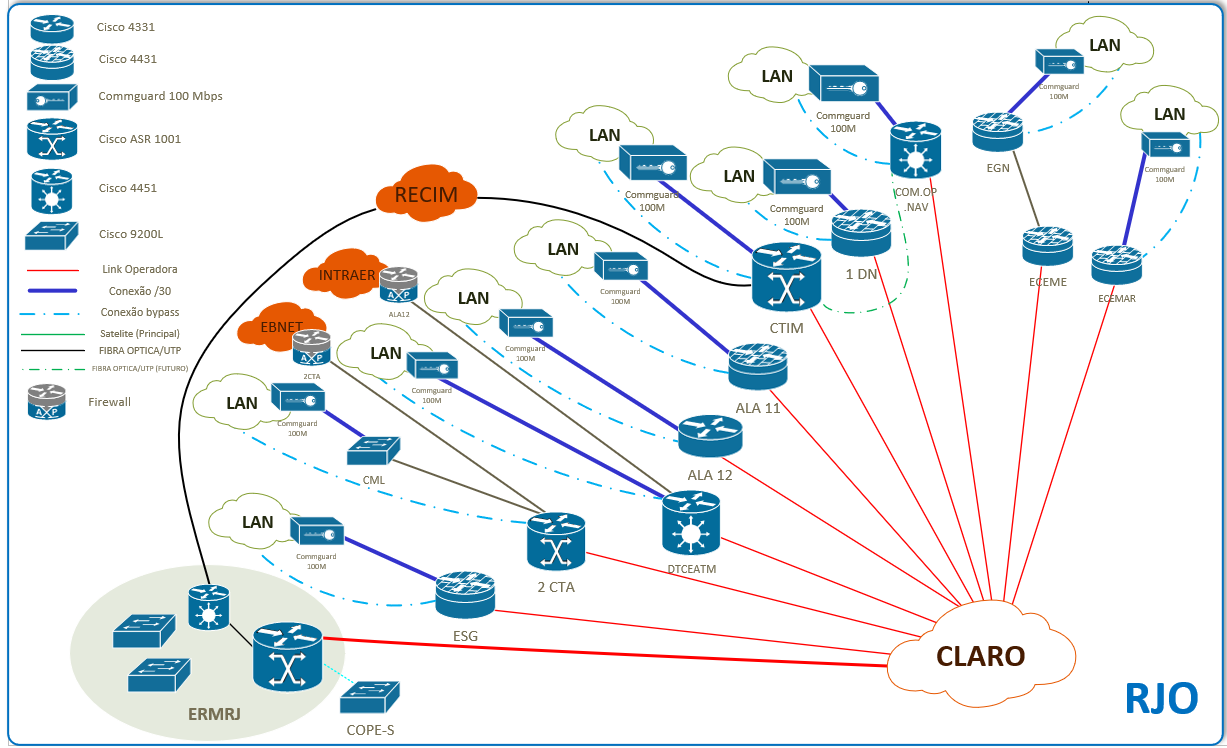 Cisco 4331
Cisco 4431
Commguard 100 Mbps
Cisco ASR 1001
Cisco 4451
Cisco 9200L
Link Operadora
Conexão /30
Conexão bypass
Satelite (Principal)
FIBRA OPTICA/UTP
FIBRA OPTICA/UTP (FUTURO)
Firewall
LAN
Commguard
100M
EGN
LAN
Commguard
100M
ECEME
ECEMAR
LAN
Commguard
100M
COM.OP
.NAV
LAN
Commguard
100M
1 DN
LAN
Commguard
100M
CTIM
RECIM
LAN
Commguard
100M
ALA 11
INTRAER
ALA12
LAN
Commguard
100M
ALA 12
EBNET
2CTA
LAN
Commguard
100M
DTCEATM
LAN
Commguard
100M
CML
2 CTA
LAN
Commguard
100M
ESG
ERMRJ
COPE-S
CLARO
RJO